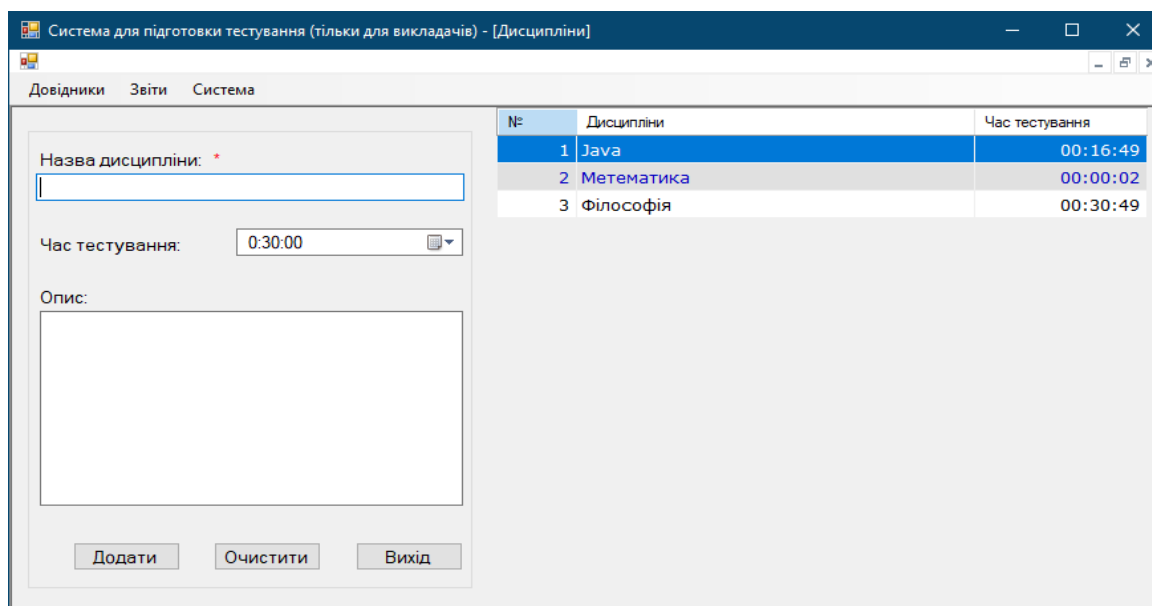 Система для підготовки тестування (тільки для викладачів) - [Дисципліни]
Довідники Звіти Система
Назва дисципліни: *
Час тестування: 0:30:00
Опис:
Додати Очистити Вихід
№ Дисципліни Час тестування
1 Java 00:16:49
2 Метематика 00:00:02
3 Філософія 00:30:49